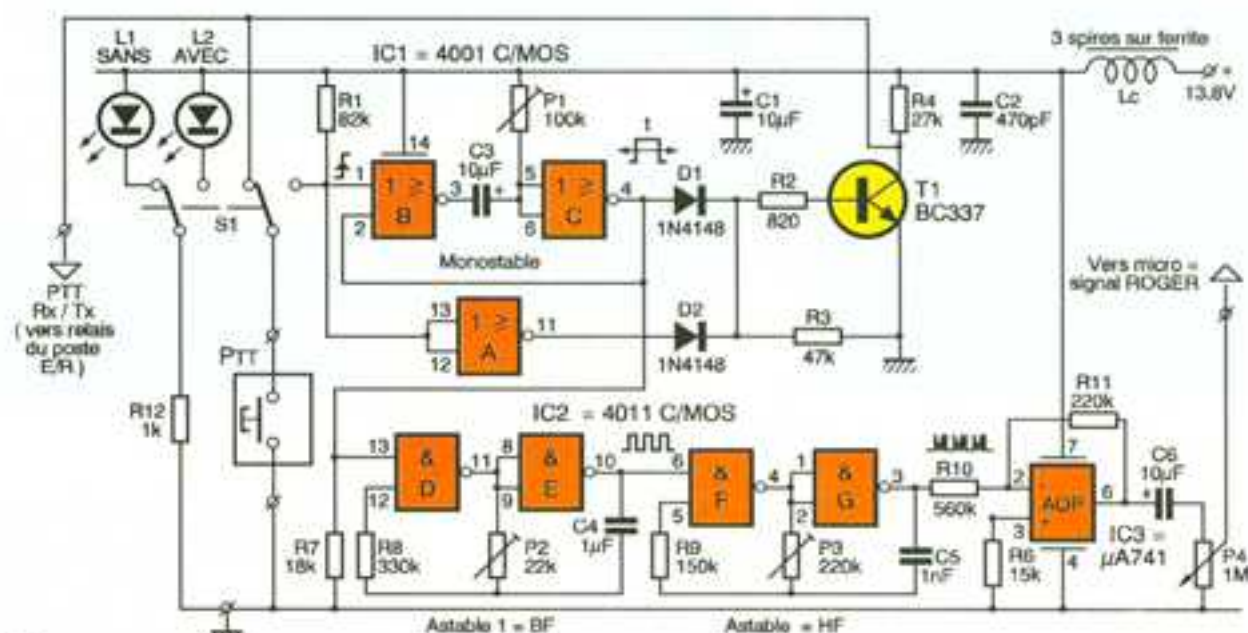 L1
SANS
L2
AVEC
IC1 = 4001 C/MOS
3 spires sur ferrite
Lc
+
13,8V
R1
82k
P1
100k
C1
10µF
R4
27k
C2
470pF
14
C3
10µF
+
t
1
2
1 ≥
B
3
5
6
1 ≥
C
4
D1
1N4148
R2
820
T1
BC337
S1
Monostable
PTT
Rx / Tx
( vers relais
du poste
E/R )
PTT
13
12
1 ≥
A
11
D2
1N4148
R3
47k
Vers micro =
signal ROGER
R12
1k
IC2 = 4011 C/MOS
R11
220k
13
12
&
D
11
8
9
&
E
10
6
5
&
F
4
1
2
&
G
3
R10
560k
7
2
3
AOP
6
4
C6
10µF
+
IC3 =
µA741
R7
18k
R8
330k
P2
22k
C4
1µF
R9
150k
P3
220k
C5
1nF
R6
15k
P4
1M
Astable 1 = BF
Astable = HF